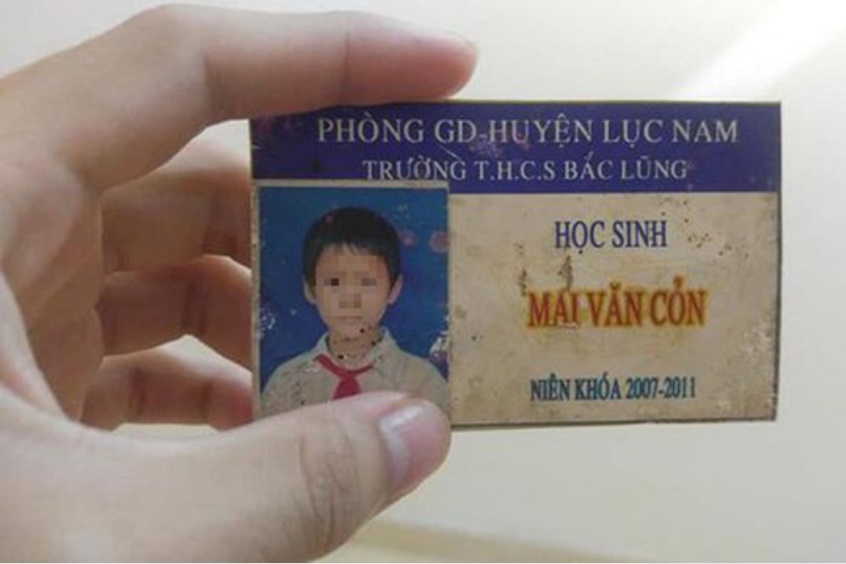 PHÒNG GD-HUYỆN LỤC NAM
TRƯỜNG T.H.C.S BẮC LŨNG
HỌC SINH
MAI VĂN CỎN
NIÊN KHÓA 2007-2011